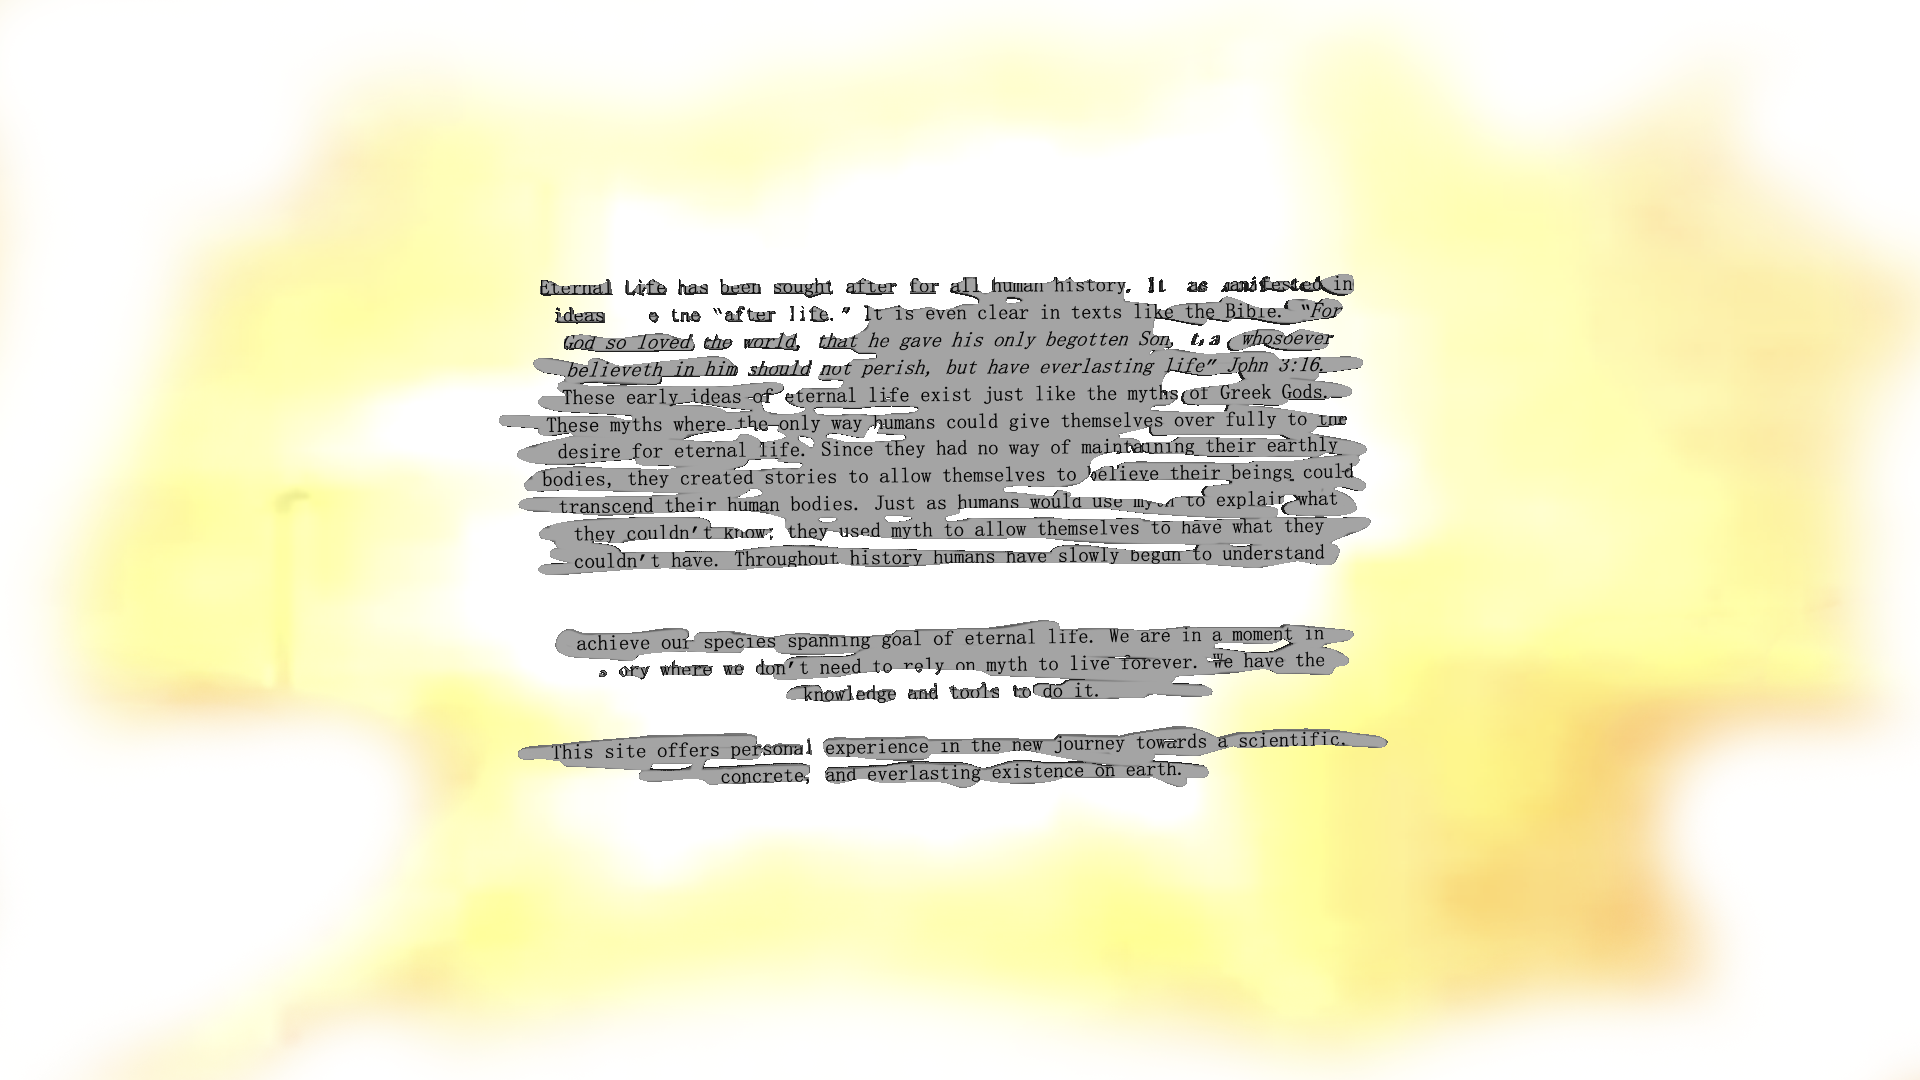 Eternal Life has been sought after for all human history. It manifested in
ideas "after life." It is even clear in texts like the Bible. "For
God so loved the world, that he gave his only begotten Son, whosoever
believeth in him should not perish, but have everlasting life" John 3:16.
These early ideas of eternal life exist just like the myths of Greek Gods.
These myths where the only way humans could give themselves over fully to the
desire for eternal life. Since they had no way of maintaining their earthly
bodies, they created stories to allow themselves to believe their beings could
transcend their human bodies. Just as humans would use myth to explain what
they couldn't know; they used myth to allow themselves to have what they
couldn't have. Throughout history humans have slowly begun to understand
achieve our species spanning goal of eternal life. We are in a moment in
where we don't need to rely on myth to live forever. We have the
knowledge and tools to do it.
This site offers personal experience in the new journey towards a scientific.
concrete, and everlasting existence on earth.